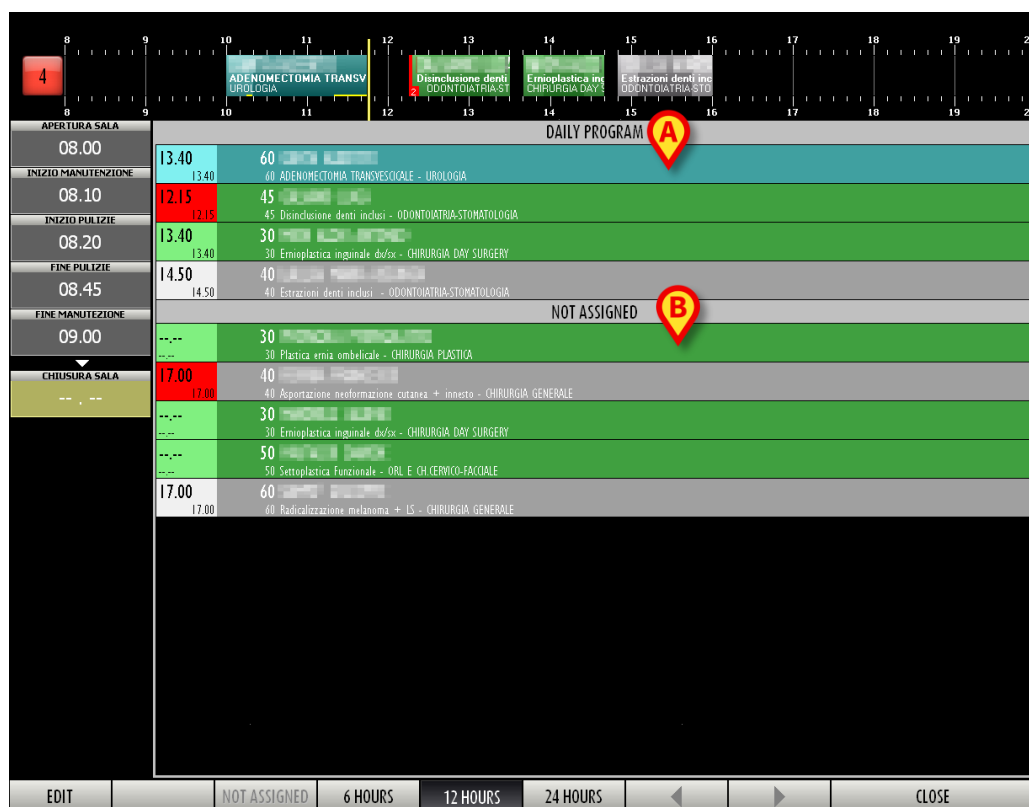 8 9 10 11 12 13 14 15 16 17 18 19 2
4
ADENOMECTOMIA TRANSV
UROLOGIA
2
Disinclusione denti
ODONTOIATRIA-ST
Ernioplastica ing
CHIRURGIA DAY S
Estrazioni denti inc
ODONTOIATRIA-STO
8 9 10 11 12 13 14 15 16 17 18 19 2
APERTURA SALA
08.00
INIZIO MANUTENZIONE
08.10
INIZIO PULIZIE
08.20
FINE PULIZIE
08.45
FINE MANUTEZIONE
09.00
CHIUSURA SALA
-- . --
DAILY PROGRAM
A
13.40 60
13.40 60 ADENOMECTOMIA TRANSVESCICALE - UROLOGIA
12.15 45
12.15 45 Disinclusione denti inclusi - ODONTOIATRIA-STOMATOLOGIA
13.40 30
13.40 30 Ernioplastica inguinale dx/sx - CHIRURGIA DAY SURGERY
14.50 40
14.50 40 Estrazioni denti inclusi - ODONTOIATRIA-STOMATOLOGIA
NOT ASSIGNED
B
--.-- 30
--.-- 30 Plastica ernia ombelicale - CHIRURGIA PLASTICA
17.00 40
17.00 40 Asportazione neoformazione cutanea + innesto - CHIRURGIA GENERALE
--.-- 30
--.-- 30 Ernioplastica inguinale dx/sx - CHIRURGIA DAY SURGERY
--.-- 50
--.-- 50 Settoplastica Funzionale - ORL E CH.CERVICO-FACCIALE
17.00 60
17.00 60 Radicalizzazione melanoma + LS - CHIRURGIA GENERALE
EDIT NOT ASSIGNED 6 HOURS 12 HOURS 24 HOURS CLOSE